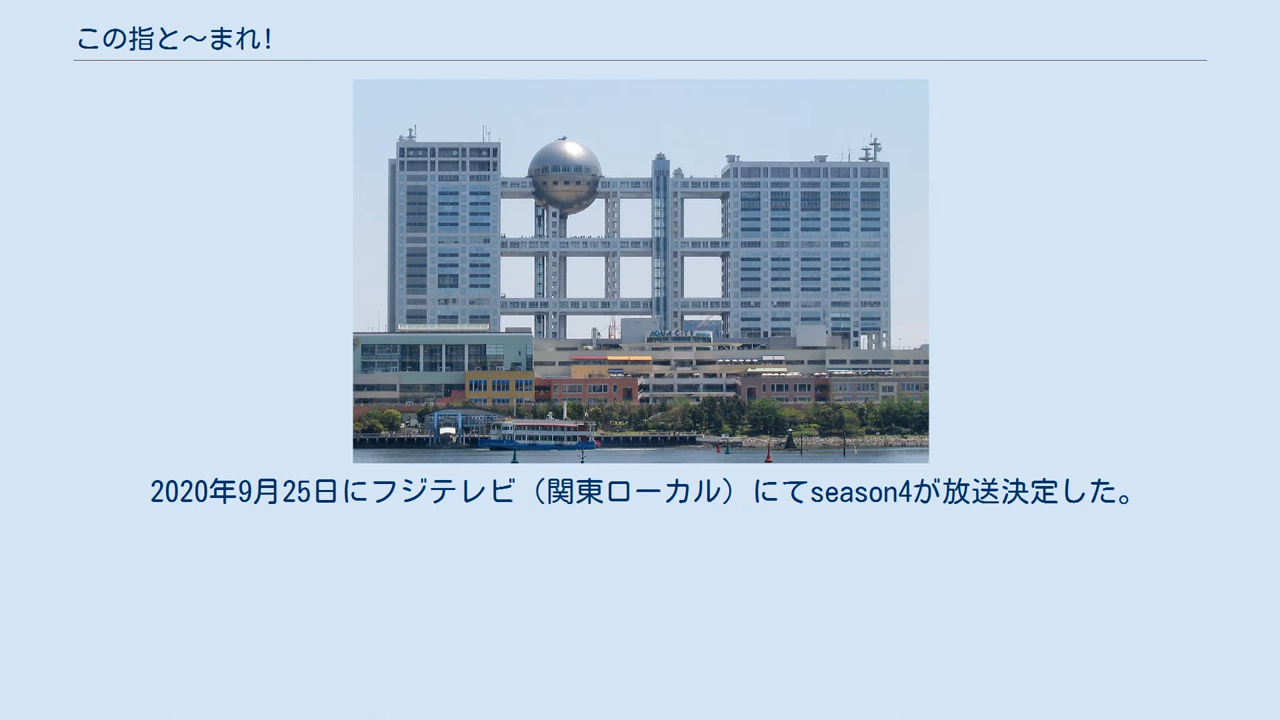 この指と〜まれ!
2020年9月25日にフジテレビ（関東ローカル）にてseason4が放送決定した。